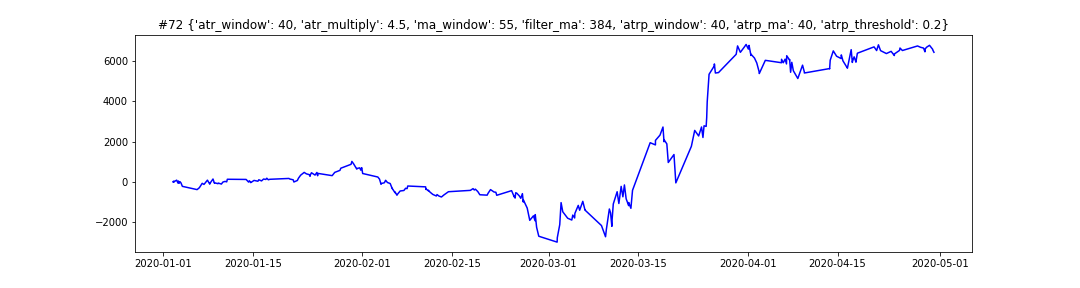 #72 {'atr_window': 40, 'atr_multiply': 4.5, 'ma_window': 55, 'filter_ma': 384, 'atrp_window': 40, 'atrp_ma': 40, 'atrp_threshold': 0.2}
6000
4000
2000
0
−2000
2020-01-01 2020-01-15 2020-02-01 2020-02-15 2020-03-01 2020-03-15 2020-04-01 2020-04-15 2020-05-01